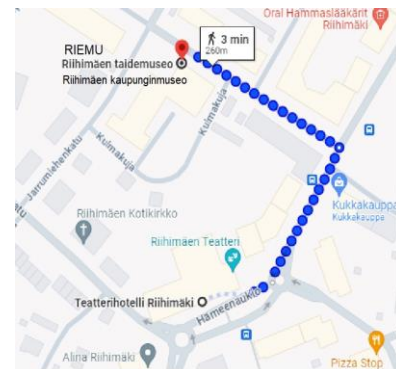 Oral Hammaslääkärit
Riihimäki
RIEMU
Riihimäen taidemuseo
Riihimäen kaupunginmuseo
3 min
260m
Kulmakuja
Kulmakuja
Jarrumiehenkatu
katu
Kukkakauppa
Kukkakauppa
Riihimäen Kotikirkko
Riihimäen Teatteri
Teatterihotelli Riihimäki
Hämeenaukio
Alina Riihimäki
Pizza Stop